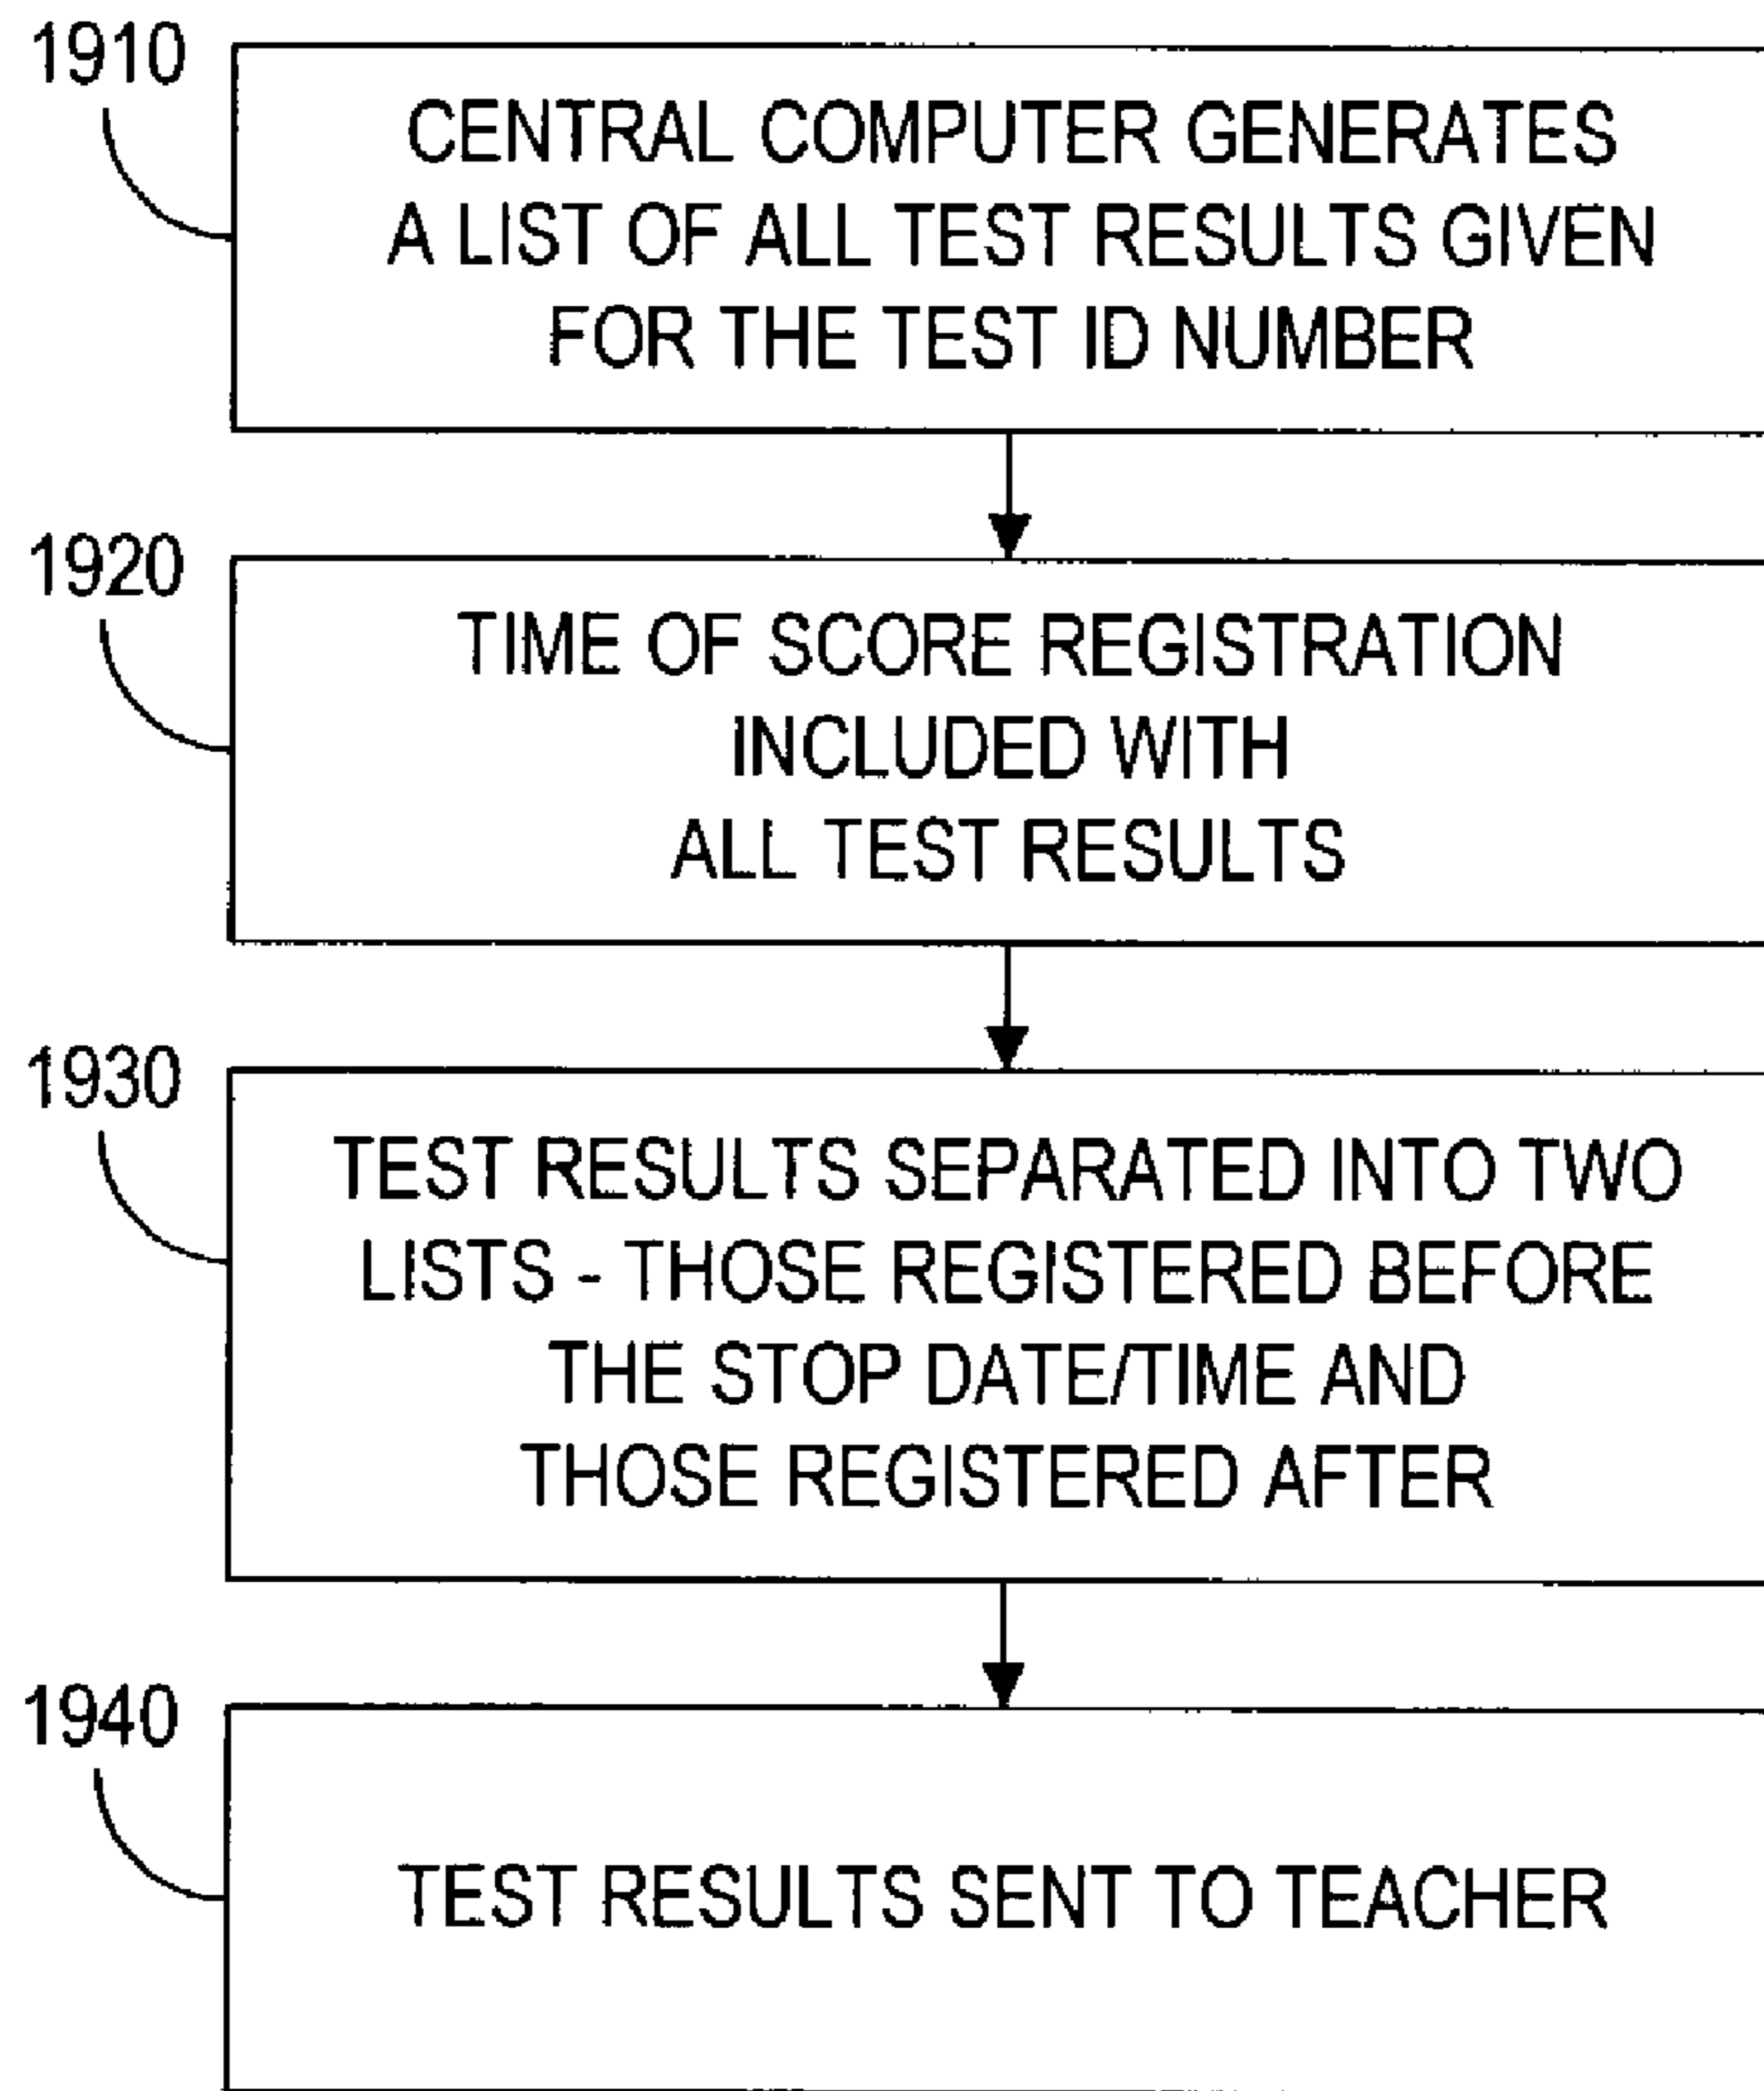 1910
CENTRAL COMPUTER GENERATES
A LIST OF ALL TEST RESULTS GIVEN
FOR THE TEST ID NUMBER
1920
TIME OF SCORE REGISTRATION
INCLUDED WITH
ALL TEST RESULTS
1930
TEST RESULTS SEPARATED INTO TWO
LISTS - THOSE REGISTERED BEFORE
THE STOP DATE/TIME AND
THOSE REGISTERED AFTER
1940
TEST RESULTS SENT TO TEACHER